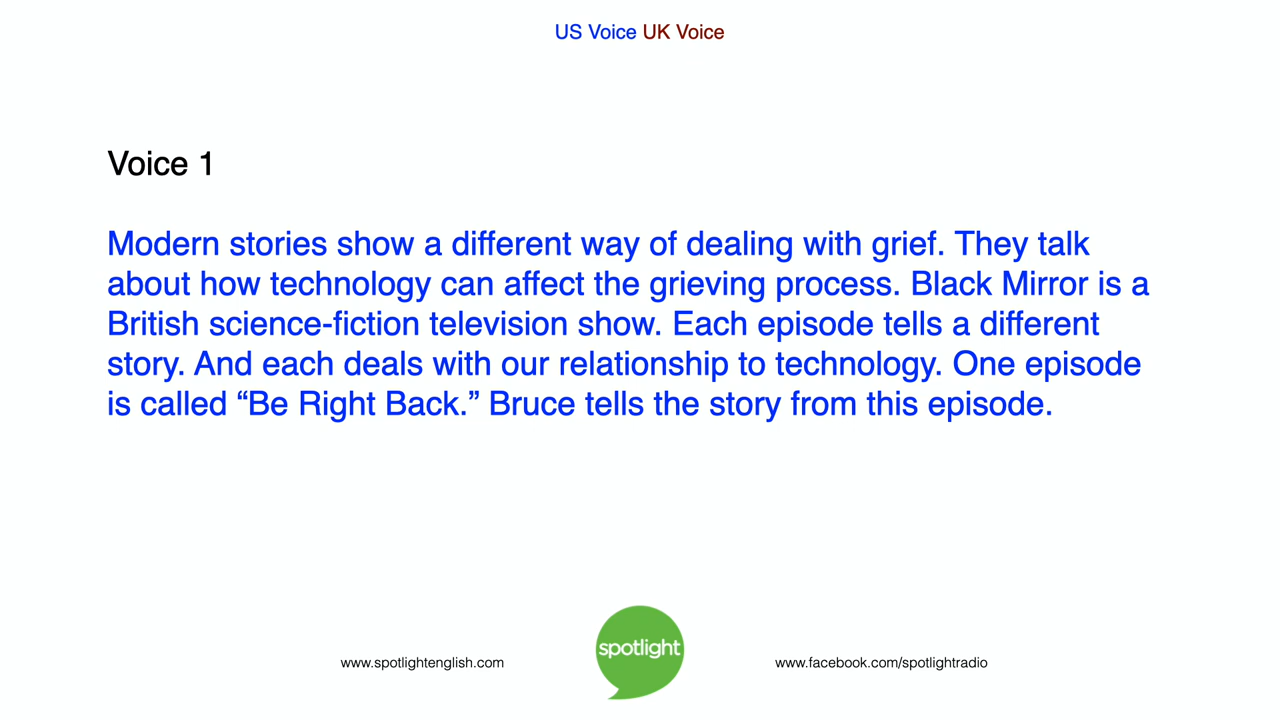 US Voice UK Voice
Voice 1
Modern stories show a different way of dealing with grief. They talk
about how technology can affect the grieving process. Black Mirror is a
British science-fiction television show. Each episode tells a different
story. And each deals with our relationship to technology. One episode
is called “Be Right Back.” Bruce tells the story from this episode.
www.spotlightenglish.com
spotlight
www.facebook.com/spotlightradio